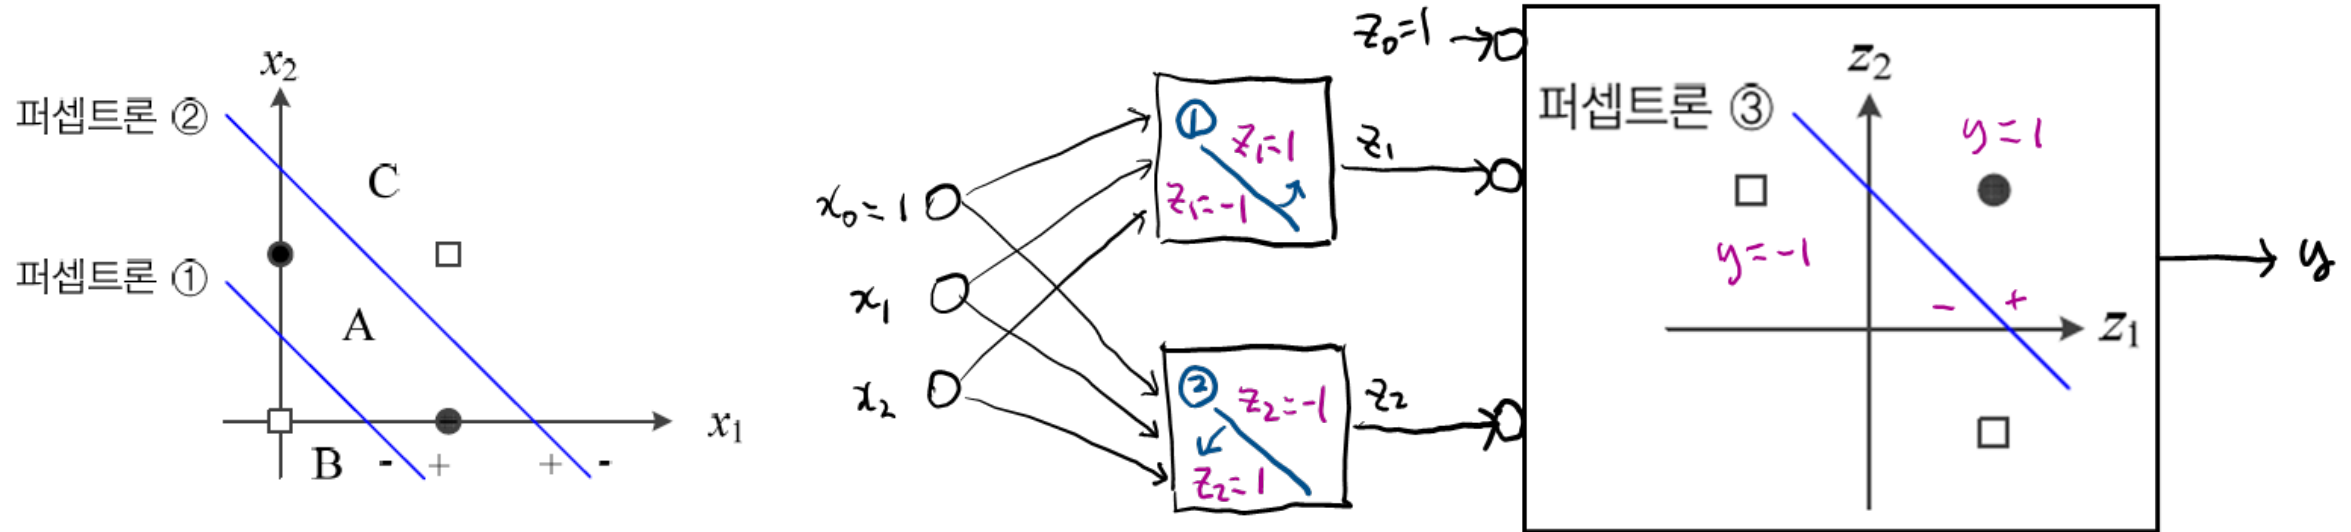 x₂
퍼셉트론 ②
C
퍼셉트론 ①
A
x₁
B - + + -
x₀=1
x₁
x₂
①
z₁=1
z₁=-1
z₁
②
z₂=-1
z₂=1
z₂
z₀=1
z₂
퍼셉트론 ③
y=1
y=-1
- +
z₁
y